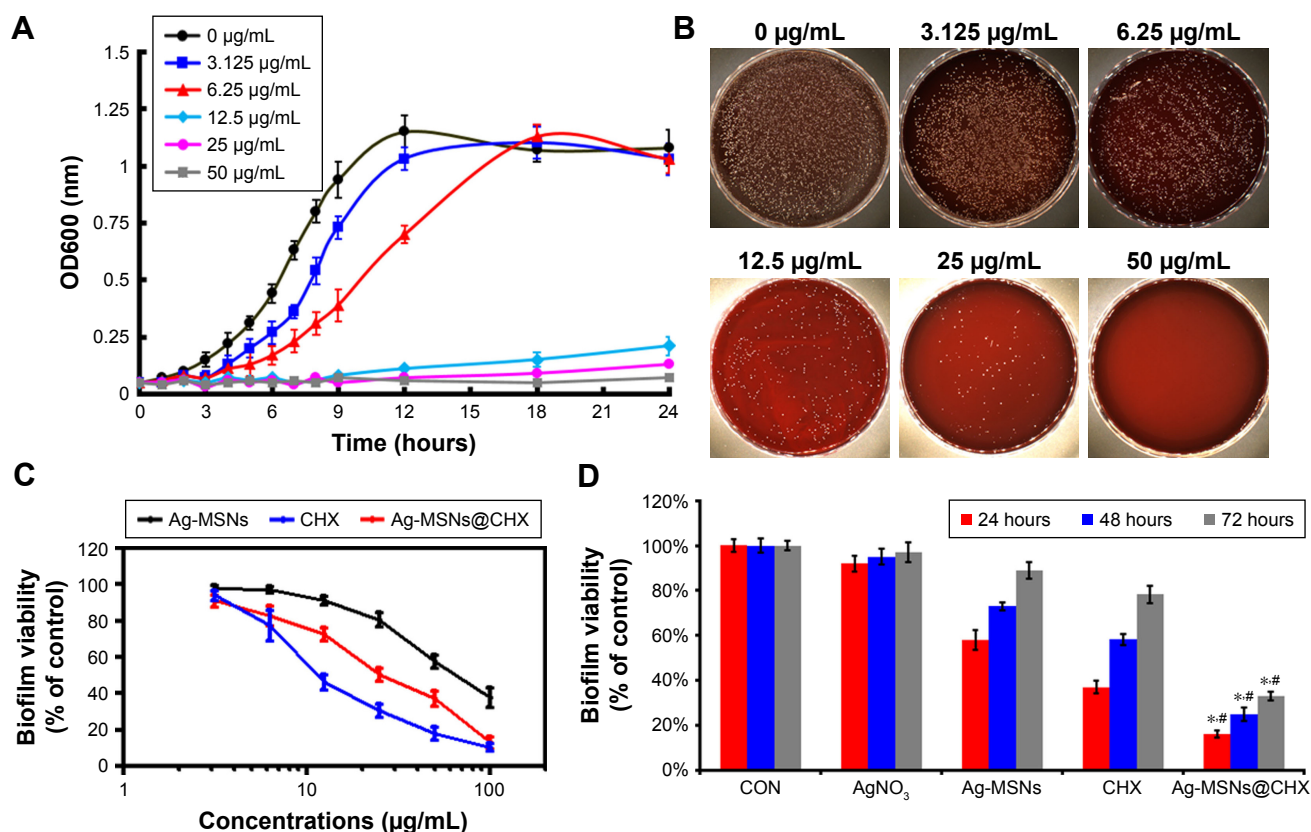 A
0 µg/mL
3.125 µg/mL
6.25 µg/mL
12.5 µg/mL
25 µg/mL
50 µg/mL
1.5
1.25
1
0.75
0.5
0.25
0
OD600 (nm)
0 3 6 9 12 15 18 21 24
Time (hours)
B
0 µg/mL 3.125 µg/mL 6.25 µg/mL
12.5 µg/mL 25 µg/mL 50 µg/mL
C
Ag-MSNs CHX Ag-MSNs@CHX
120
100
80
60
40
20
0
Biofilm viability
(% of control)
1 10 100
Concentrations (µg/mL)
D
24 hours 48 hours 72 hours
120%
100%
80%
60%
40%
20%
0%
Biofilm viability
(% of control)
*,# *,# *,#
CON AgNO₃ Ag-MSNs CHX Ag-MSNs@CHX